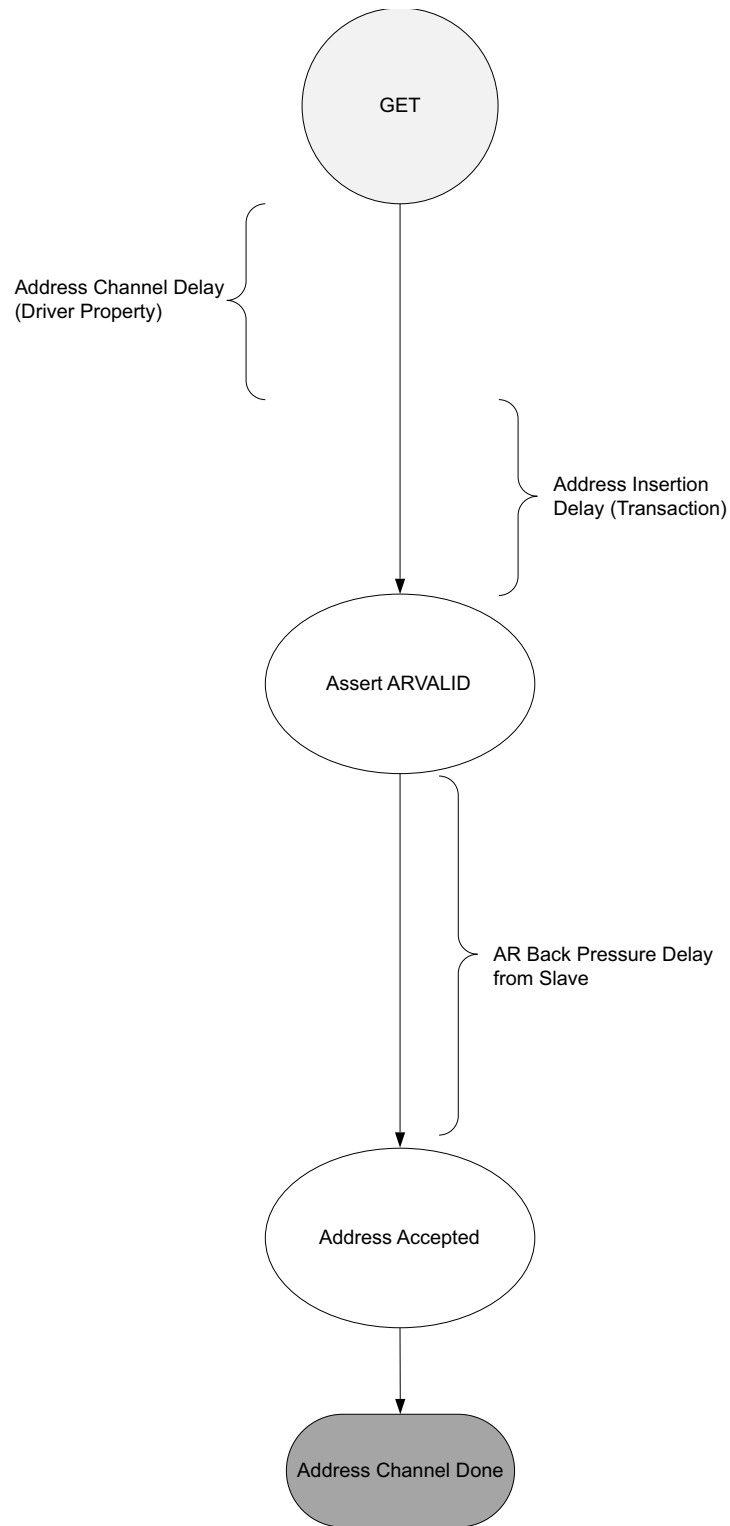 GET
Address Channel Delay
(Driver Property)
Address Insertion
Delay (Transaction)
Assert ARVALID
AR Back Pressure Delay
from Slave
Address Accepted
Address Channel Done